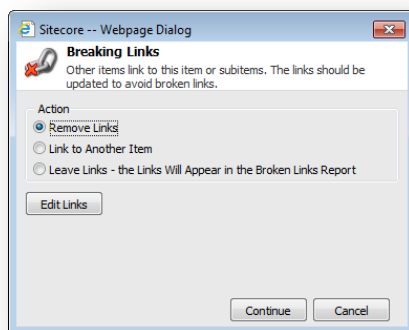 Sitecore -- Webpage Dialog
Breaking Links
Other items link to this item or subitems. The links should be
updated to avoid broken links.
Action
Remove Links
Link to Another Item
Leave Links - the Links Will Appear in the Broken Links Report
Edit Links
Continue Cancel